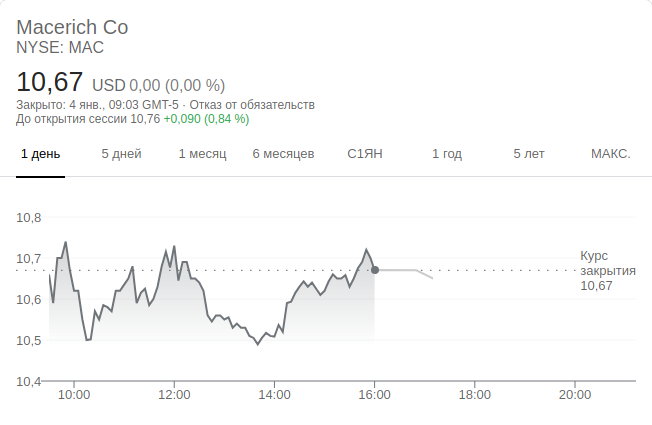 Macerich Co
NYSE: MAC
10,67 USD 0,00 (0,00 %)
Закрыто: 4 янв., 09:03 GMT-5 · Отказ от обязательств
До открытия сессии 10,76 +0,090 (0,84 %)
1 день 5 дней 1 месяц 6 месяцев С1ЯН 1 год 5 лет МАКС.
10,8
10,7
10,6
10,5
10,4
Курс
закрытия
10,67
10:00 12:00 14:00 16:00 18:00 20:00